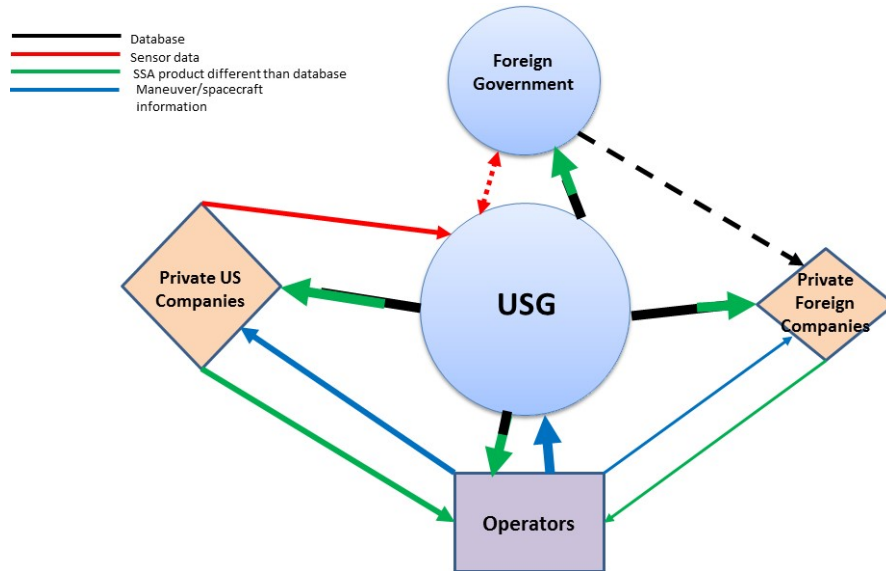 Database
Sensor data
SSA product different than database
Maneuver/spacecraft
information
Foreign
Government
Private US
Companies
USG
Private
Foreign
Companies
Operators